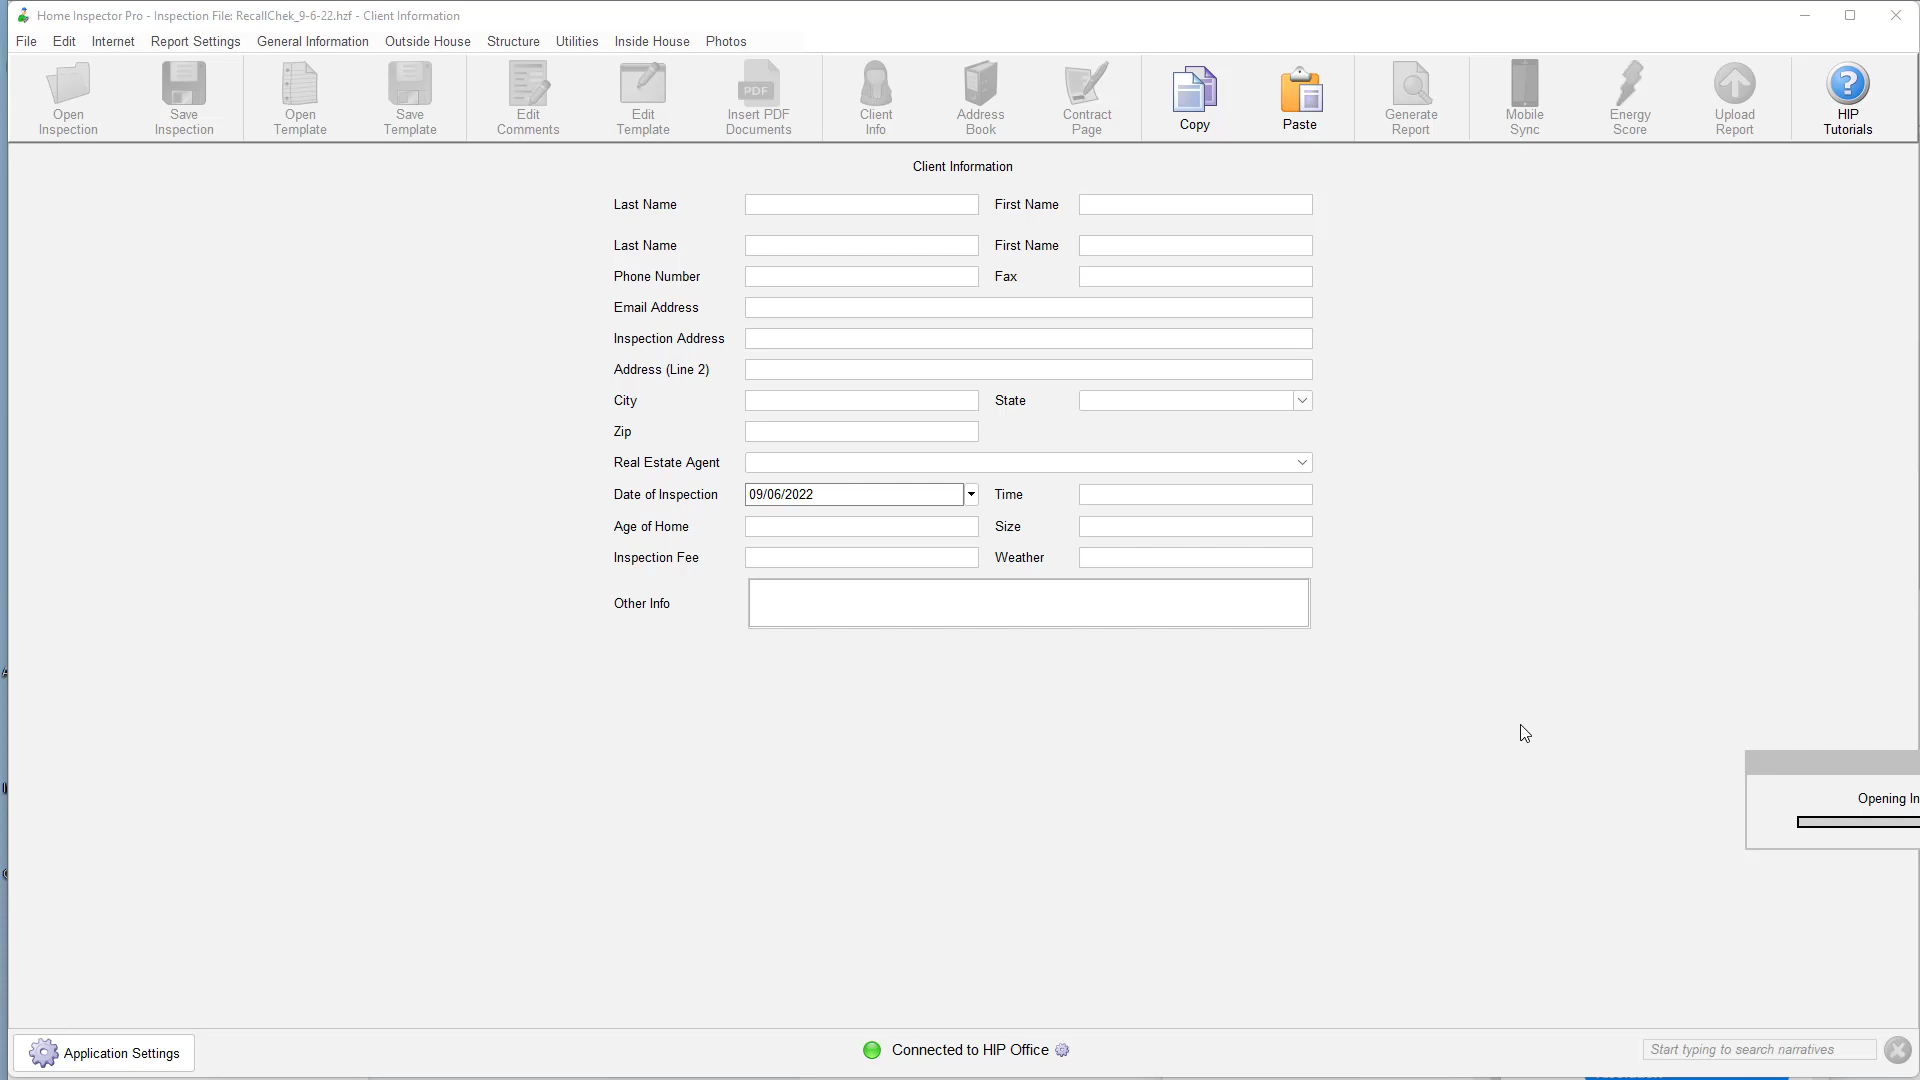 Home Inspector Pro - Inspection File: RecallChek_9-6-22.hzf - Client Information
File Edit Internet Report Settings General Information Outside House Structure Utilities Inside House Photos
Open Inspection
Save Inspection
Open Template
Save Template
Edit Comments
Edit Template
PDF
Insert PDF Documents
Client Info
Address Book
Contract Page
Copy
Paste
Generate Report
Mobile Sync
Energy Score
Upload Report
HIP Tutorials
Client Information
Last Name First Name
Last Name First Name
Phone Number Fax
Email Address
Inspection Address
Address (Line 2)
City State
Zip
Real Estate Agent
Date of Inspection 09/06/2022 Time
Age of Home Size
Inspection Fee Weather
Other Info
Opening In
Application Settings
Connected to HIP Office
Start typing to search narratives